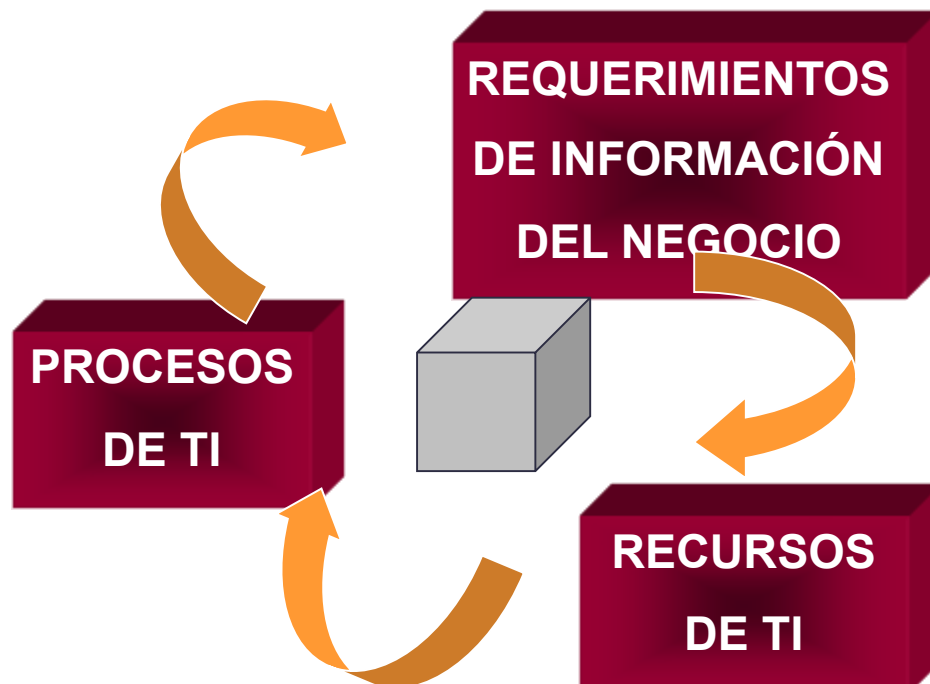 REQUERIMIENTOS
DE INFORMACIÓN
DEL NEGOCIO
PROCESOS
DE TI
RECURSOS
DE TI